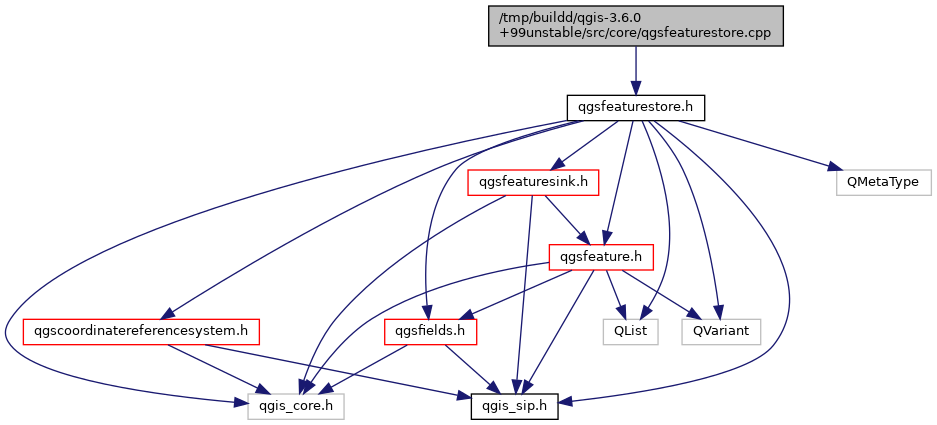 /tmp/buildd/qgis-3.6.0
+99unstable/src/core/qgsfeaturestore.cpp
qgsfeaturestore.h
qgsfeaturesink.h
QMetaType
qgsfeature.h
qgscoordinatereferencesystem.h
qgsfields.h
QList
QVariant
qgis_core.h
qgis_sip.h